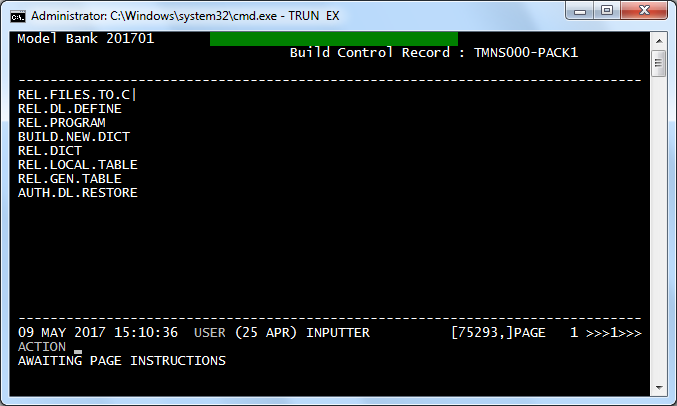 Administrator: C:\Windows\system32\cmd.exe - TRUN EX
Model Bank 201701
Build Control Record : TMNS000-PACK1
--------------------------------------------------------------------------------
REL.FILES.TO.C|
REL.DL.DEFINE
REL.PROGRAM
BUILD.NEW.DICT
REL.DICT
REL.LOCAL.TABLE
REL.GEN.TABLE
AUTH.DL.RESTORE
--------------------------------------------------------------------------------
09 MAY 2017 15:10:36 USER (25 APR) INPUTTER [75293,]PAGE 1 >>>1>>>
ACTION _
AWAITING PAGE INSTRUCTIONS